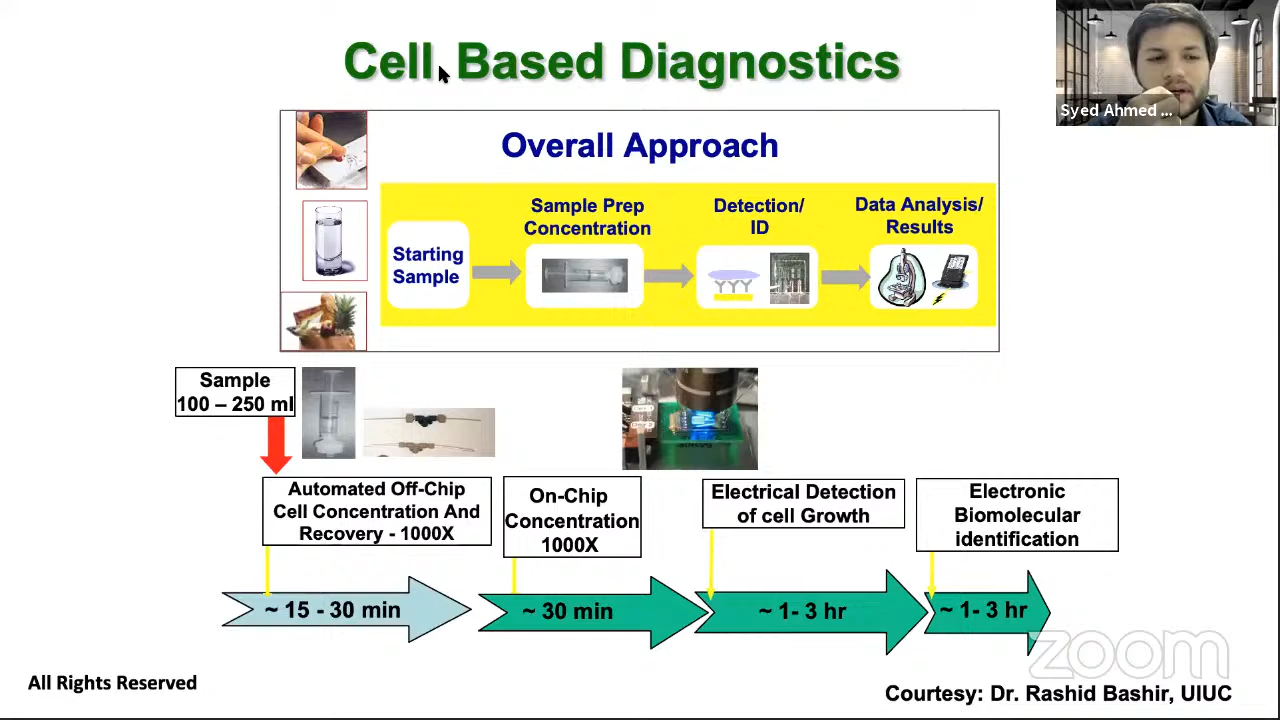 Cell Based Diagnostics
Syed Ahmed ...
Overall Approach
Starting
Sample
Sample Prep
Concentration
Detection/
ID
Data Analysis/
Results
Sample
100 – 250 ml
Automated Off-Chip
Cell Concentration And
Recovery - 1000X
On-Chip
Concentration
1000X
Electrical Detection
of cell Growth
Electronic
Biomolecular
identification
~ 15 - 30 min
~ 30 min
~ 1- 3 hr
~ 1- 3 hr
zoom
All Rights Reserved
Courtesy: Dr. Rashid Bashir, UIUC